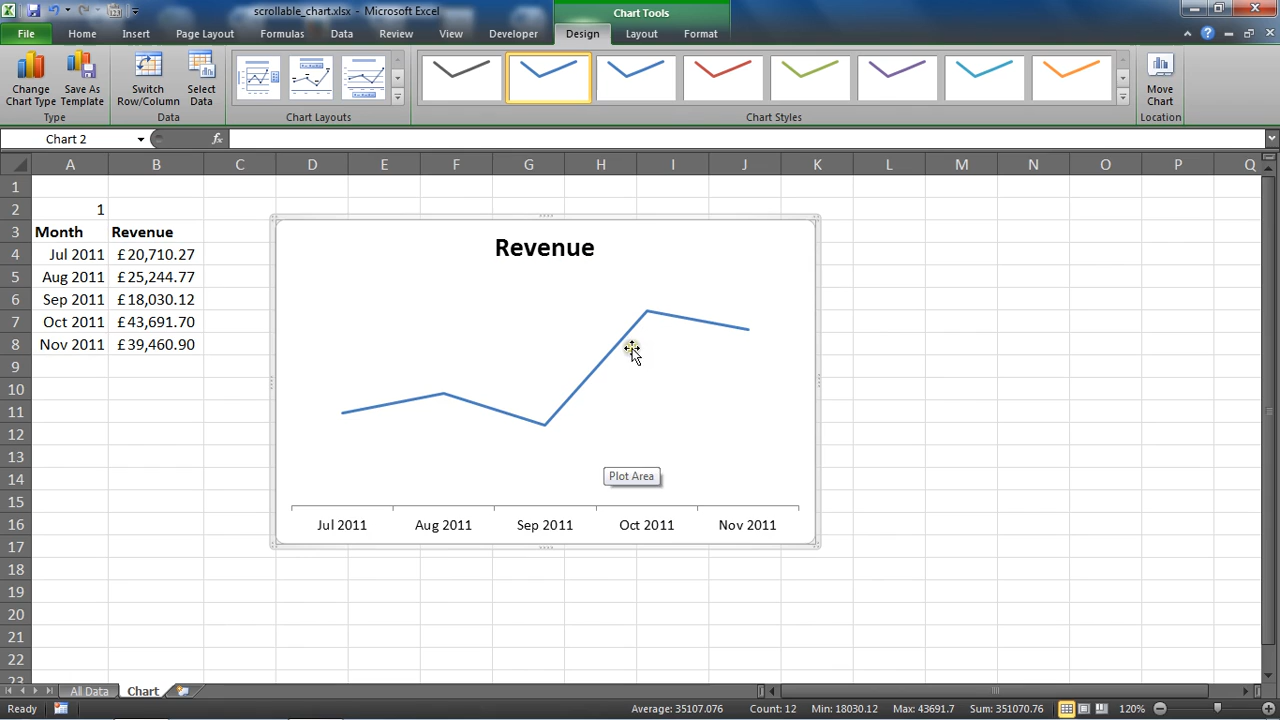 scrollable_chart.xlsx - Microsoft Excel
Chart Tools
File Home Insert Page Layout Formulas Data Review View Developer Design Layout Format
Change Chart Type
Save As Template
Switch Row/Column
Select Data
Move Chart
Type Data Chart Layouts Chart Styles Location
Chart 2 fx
A B C D E F G H I J K L M N O P Q
1
2 1
3 Month Revenue
4 Jul 2011 £20,710.27
5 Aug 2011 £25,244.77
6 Sep 2011 £18,030.12
7 Oct 2011 £43,691.70
8 Nov 2011 £39,460.90
9
10
11
12
13
14
15
16
17
18
19
20
21
22
23
Revenue
Plot Area
Jul 2011 Aug 2011 Sep 2011 Oct 2011 Nov 2011
All Data Chart
Ready Average: 35107.076 Count: 12 Min: 18030.12 Max: 43691.7 Sum: 351070.76 120%